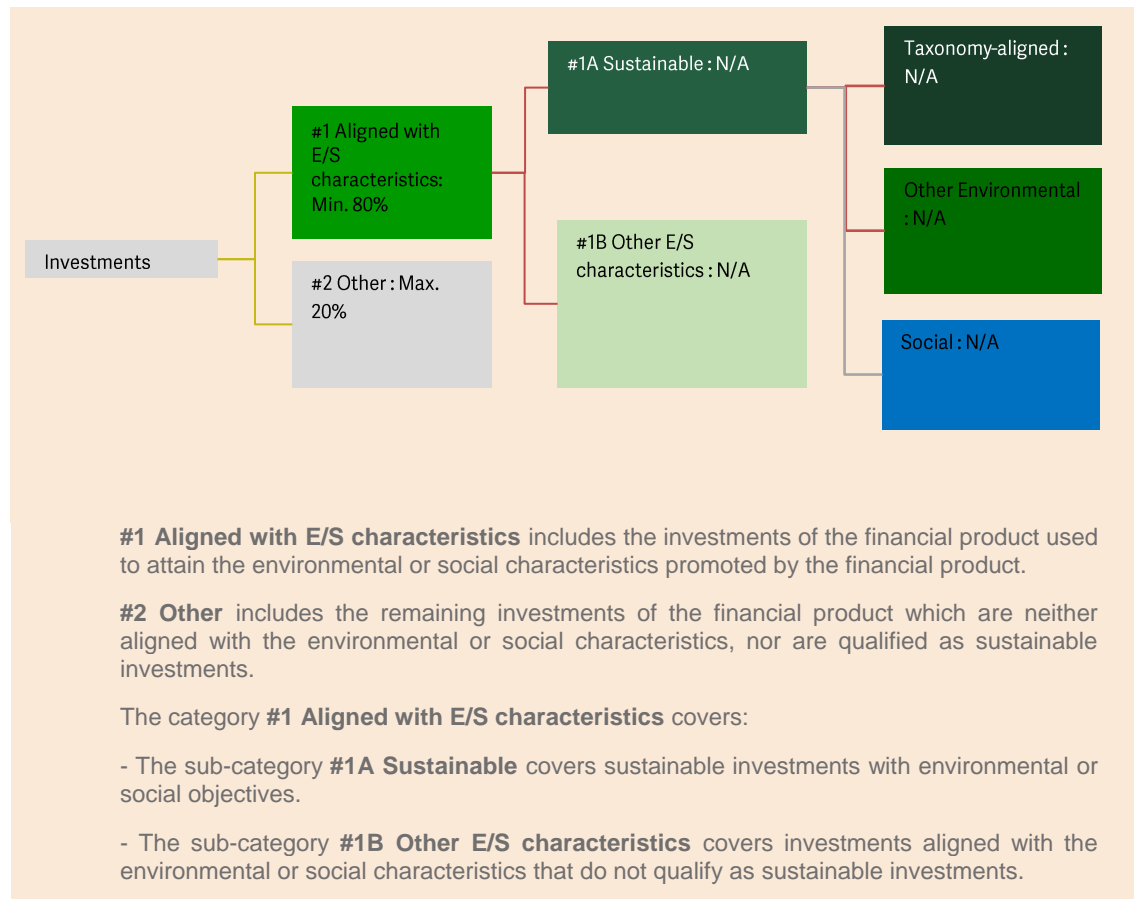 Investments
#1 Aligned with
E/S
characteristics:
Min. 80%
#2 Other : Max.
20%
#1A Sustainable : N/A
#1B Other E/S
characteristics : N/A
Taxonomy-aligned :
N/A
Other Environmental
: N/A
Social : N/A
#1 Aligned with E/S characteristics includes the investments of the financial product used
to attain the environmental or social characteristics promoted by the financial product.
#2 Other includes the remaining investments of the financial product which are neither
aligned with the environmental or social characteristics, nor are qualified as sustainable
investments.
The category #1 Aligned with E/S characteristics covers:
- The sub-category #1A Sustainable covers sustainable investments with environmental or
social objectives.
- The sub-category #1B Other E/S characteristics covers investments aligned with the
environmental or social characteristics that do not qualify as sustainable investments.